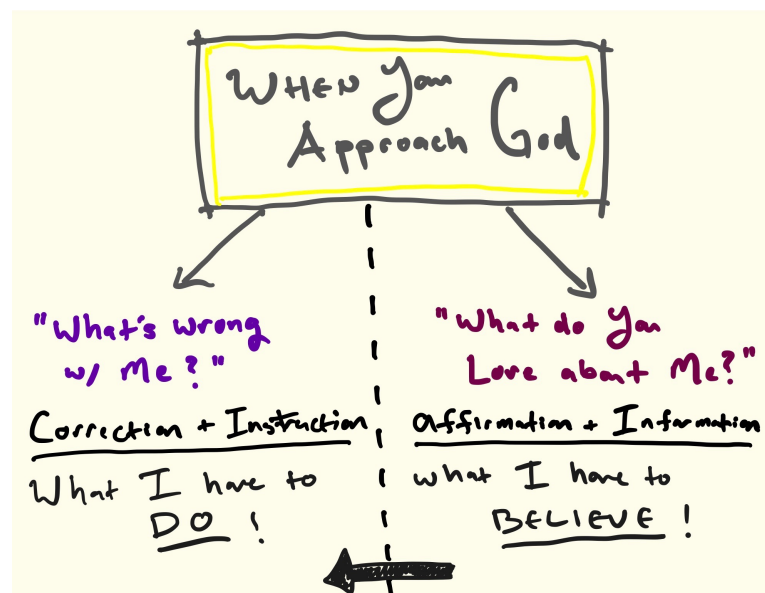 WHEN You
Approach God
"What's wrong
w/ Me?"
Correction + Instruction
What I have to
DO !
"What do You
Love about Me?"
Affirmation + Information
what I have to
BELIEVE !